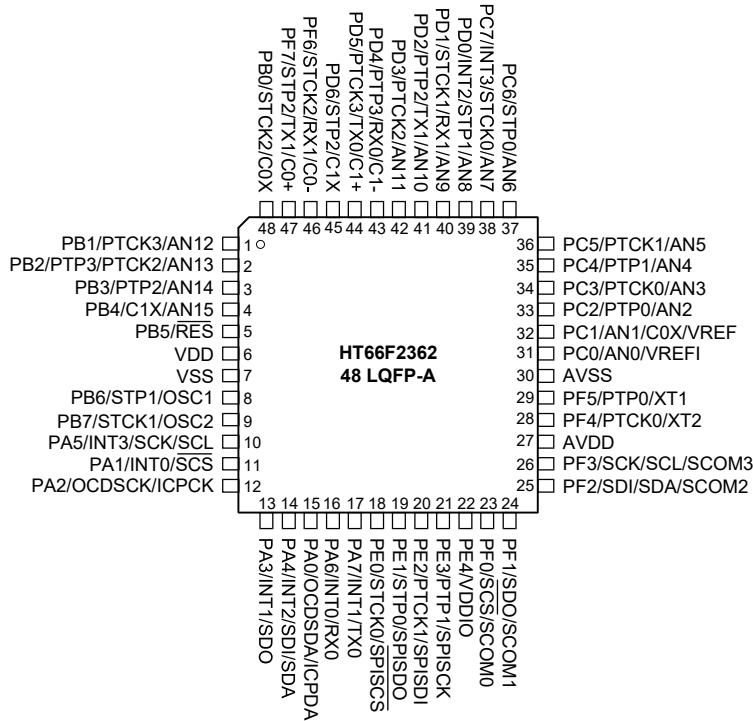 PB0/STCK2/C0X
PF7/STP2/TX1/C0+
PF6/STCK2/RX1/C0-
PD6/STP2/C1X
PD5/PTCK3/TX0/C1+
PD4/PTP3/RX0/C1-
PD3/PTCK2/AN11
PD2/PTP2/TX1/AN10
PD1/STCK1/RX1/AN9
PD0/INT2/STP1/AN8
PC7/INT3/STCK0/AN7
PC6/STP0/AN6
48 47 46 45 44 43 42 41 40 39 38 37
PB1/PTCK3/AN12 1
PB2/PTP3/PTCK2/AN13 2
PB3/PTP2/AN14 3
PB4/C1X/AN15 4
PB5/RES 5
VDD 6
VSS 7
PB6/STP1/OSC1 8
PB7/STCK1/OSC2 9
PA5/INT3/SCK/SCL 10
PA1/INT0/SCS 11
PA2/OCDSCK/ICPCK 12
HT66F2362
48 LQFP-A
36 PC5/PTCK1/AN5
35 PC4/PTP1/AN4
34 PC3/PTCK0/AN3
33 PC2/PTP0/AN2
32 PC1/AN1/C0X/VREF
31 PC0/AN0/VREFI
30 AVSS
29 PF5/PTP0/XT1
28 PF4/PTCK0/XT2
27 AVDD
26 PF3/SCK/SCL/SCOM3
25 PF2/SDI/SDA/SCOM2
13 14 15 16 17 18 19 20 21 22 23 24
PA3/INT1/SDO
PA4/INT2/SDI/SDA
PA0/OCDSDA/ICPDA
PA6/INT0/RX0
PA7/INT1/TX0
PE0/STCK0/SPISCS
PE1/STP0/SPISDO
PE2/PTCK1/SPISDI
PE3/PTP1/SPISCK
PE4/VDDIO
PF0/SCS/SCOM0
PF1/SDO/SCOM1